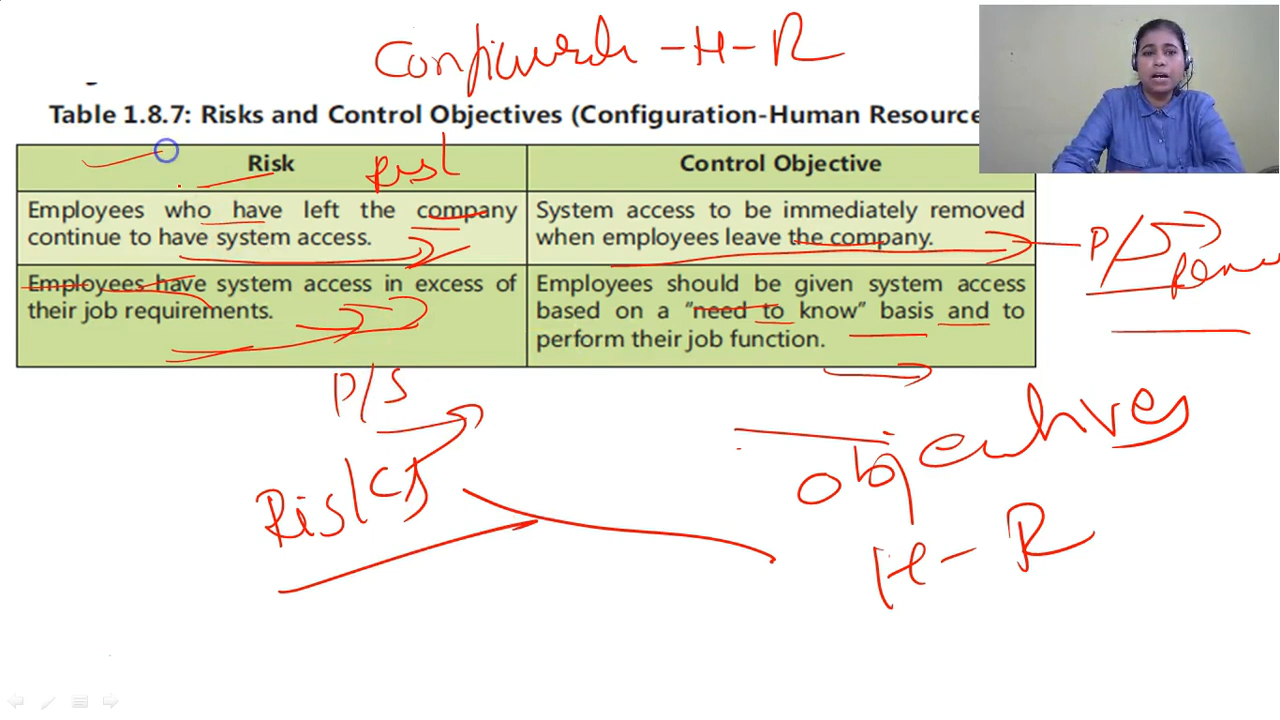 Configurate -H-R
Table 1.8.7: Risks and Control Objectives (Configuration-Human Resource
Risk
Risk
Control Objective
Employees who have left the company
continue to have system access.
System access to be immediately removed
when employees leave the company.
P/S
Employees have system access in excess of
their job requirements.
Employees should be given system access
based on a "need to know" basis and to
perform their job function.
P/S
Risks
Objectives
H-R